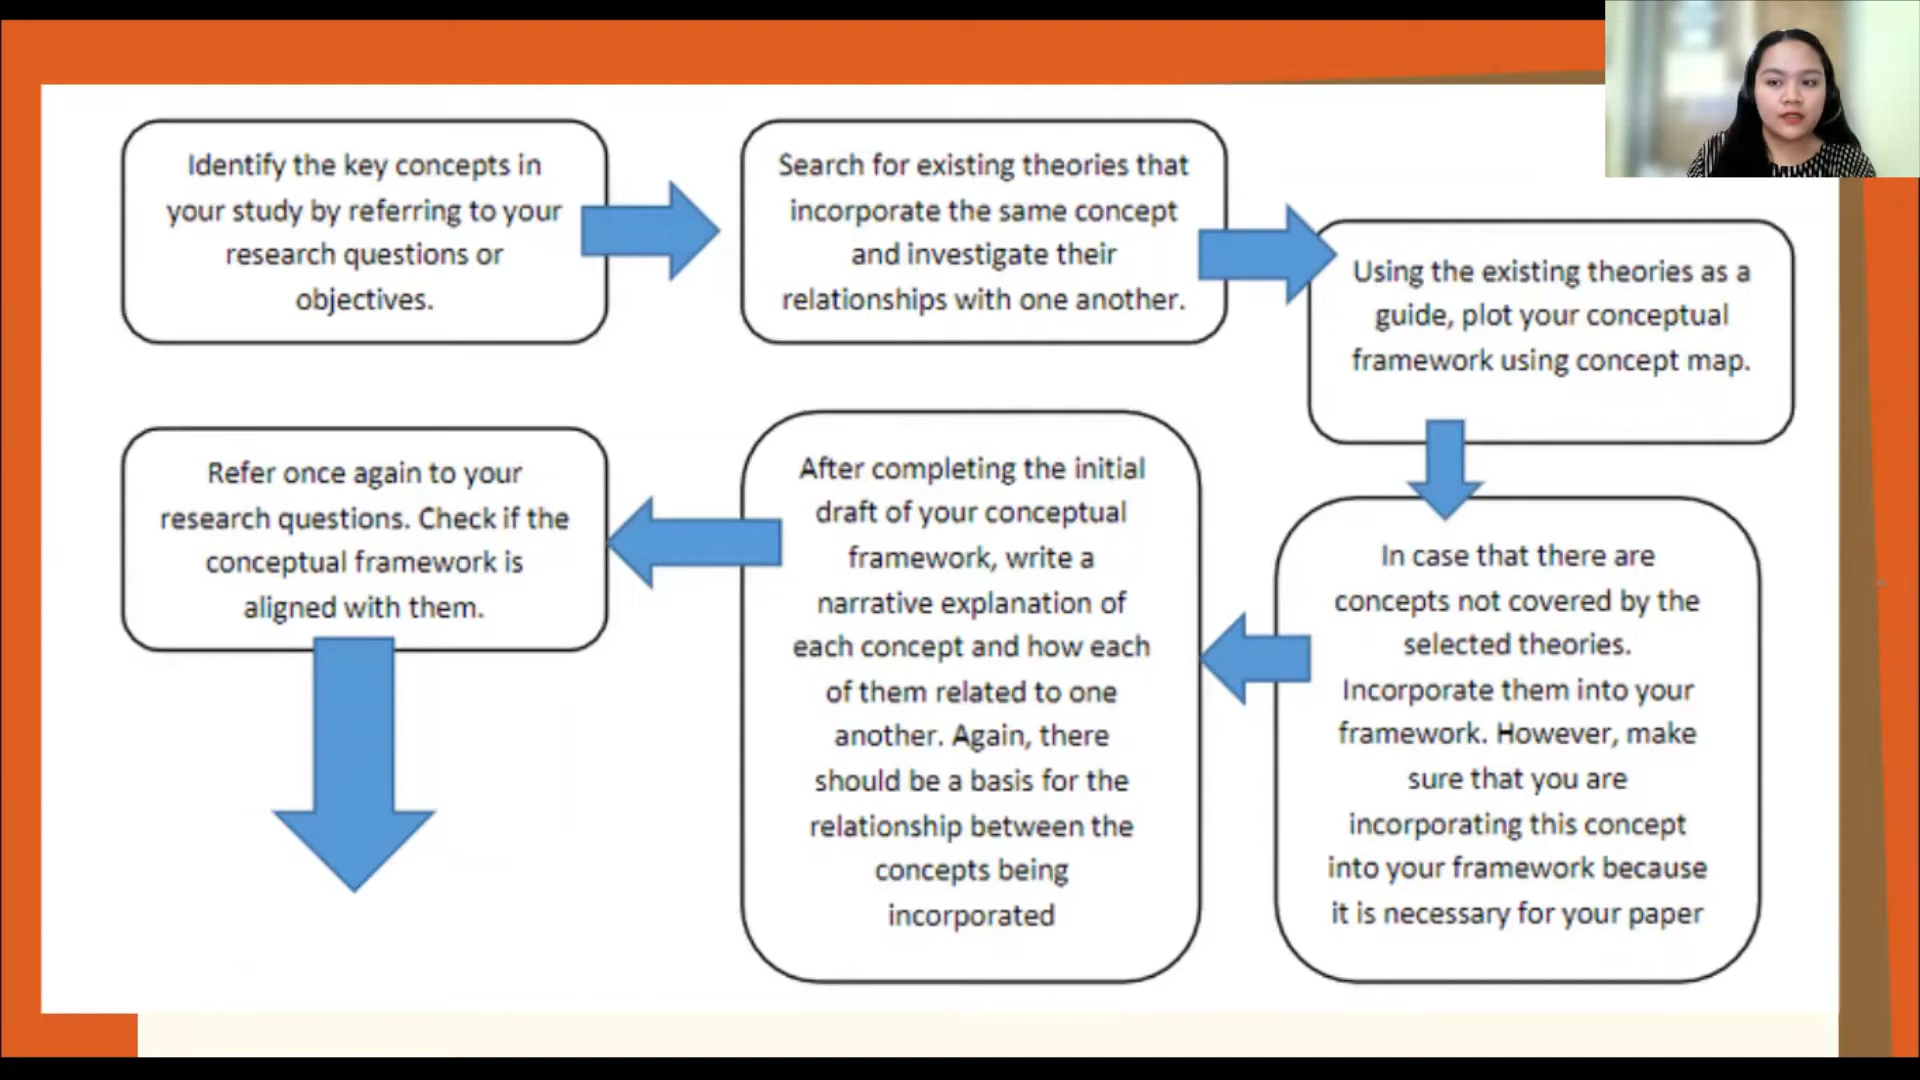 Identify the key concepts in
your study by referring to your
research questions or
objectives.
Search for existing theories that
incorporate the same concept
and investigate their
relationships with one another.
Using the existing theories as a
guide, plot your conceptual
framework using concept map.
In case that there are
concepts not covered by the
selected theories.
Incorporate them into your
framework. However, make
sure that you are
incorporating this concept
into your framework because
it is necessary for your paper
After completing the initial
draft of your conceptual
framework, write a
narrative explanation of
each concept and how each
of them related to one
another. Again, there
should be a basis for the
relationship between the
concepts being
incorporated
Refer once again to your
research questions. Check if the
conceptual framework is
aligned with them.